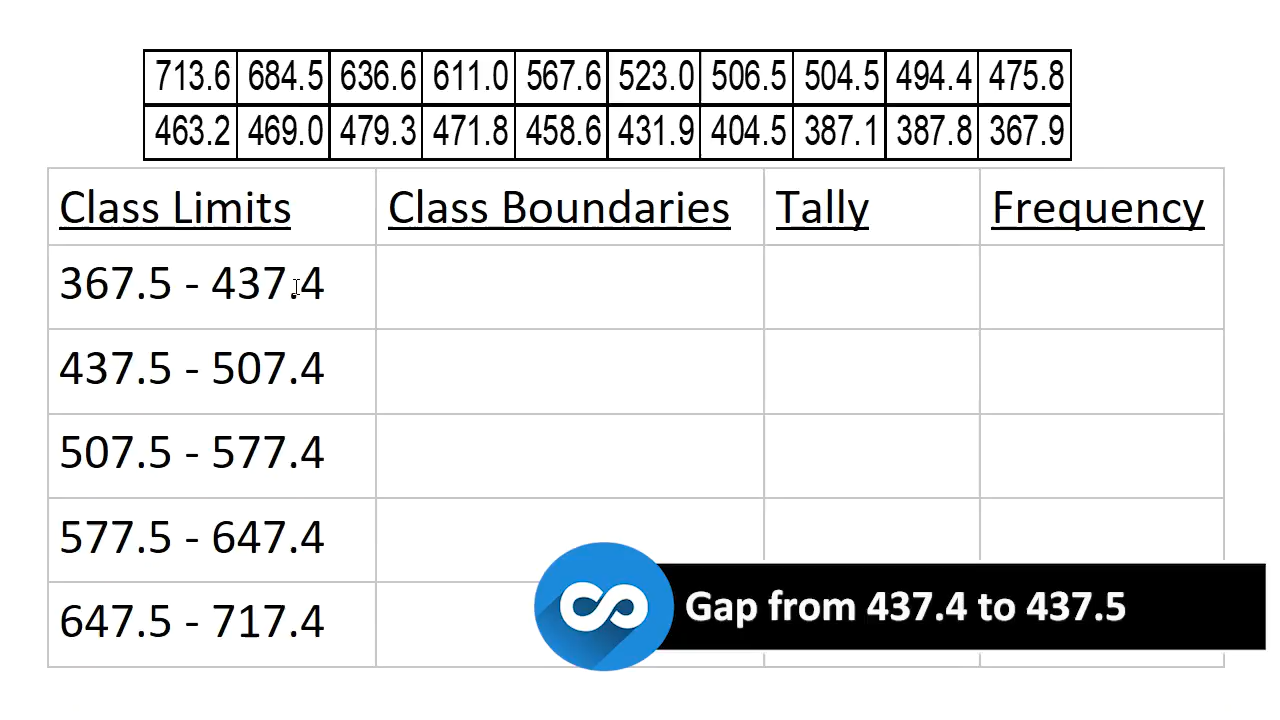 713.6 684.5 636.6 611.0 567.6 523.0 506.5 504.5 494.4 475.8
463.2 469.0 479.3 471.8 458.6 431.9 404.5 387.1 387.8 367.9
Class Limits Class Boundaries Tally Frequency
367.5 - 437.4
437.5 - 507.4
507.5 - 577.4
577.5 - 647.4
647.5 - 717.4
Gap from 437.4 to 437.5